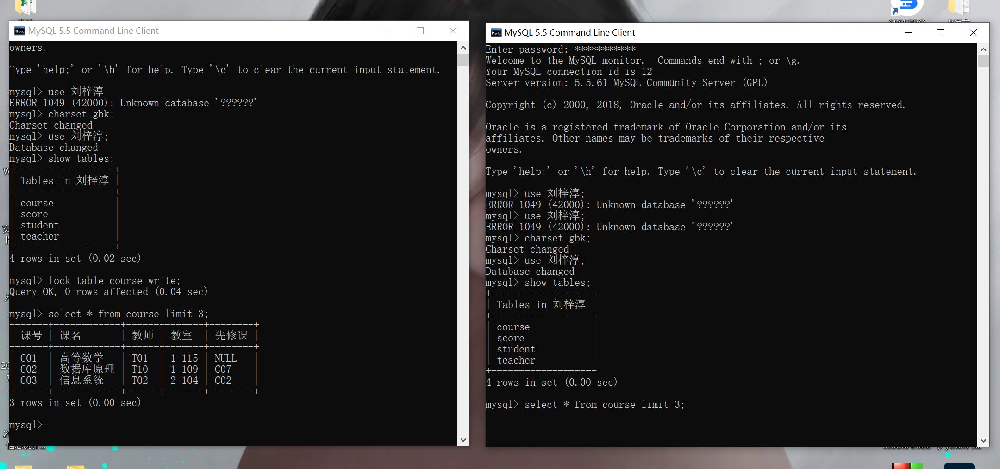 MySQL 5.5 Command Line Client
owners.
Type 'help;' or '\h' for help. Type '\c' to clear the current input statement.
mysql> use 刘梓淳
ERROR 1049 (42000): Unknown database '??????'
mysql> charset gbk;
Charset changed
mysql> use 刘梓淳;
Database changed
mysql> show tables;
+------------------+
| Tables_in_刘梓淳 |
+------------------+
| course           |
| score            |
| student          |
| teacher          |
+------------------+
4 rows in set (0.02 sec)
mysql> lock table course write;
Query OK, 0 rows affected (0.04 sec)
mysql> select * from course limit 3;
+------+------------+------+-------+--------+
| 课号 | 课名       | 教师 | 教室  | 先修课 |
+------+------------+------+-------+--------+
| C01  | 高等数学   | T01  | 1-115 | NULL   |
| C02  | 数据库原理 | T10  | 1-109 | C07    |
| C03  | 信息系统   | T02  | 2-104 | C02    |
+------+------------+------+-------+--------+
3 rows in set (0.00 sec)
mysql>
MySQL 5.5 Command Line Client
Enter password: ***********
Welcome to the MySQL monitor.  Commands end with ; or \g.
Your MySQL connection id is 12
Server version: 5.5.61 MySQL Community Server (GPL)
Copyright (c) 2000, 2018, Oracle and/or its affiliates. All rights reserved.
Oracle is a registered trademark of Oracle Corporation and/or its
affiliates. Other names may be trademarks of their respective
owners.
Type 'help;' or '\h' for help. Type '\c' to clear the current input statement.
mysql> use 刘梓淳;
ERROR 1049 (42000): Unknown database '??????'
mysql> use 刘梓淳;
ERROR 1049 (42000): Unknown database '??????'
mysql> charset gbk;
Charset changed
mysql> use 刘梓淳;
Database changed
mysql> show tables;
+------------------+
| Tables_in_刘梓淳 |
+------------------+
| course           |
| score            |
| student          |
| teacher          |
+------------------+
4 rows in set (0.00 sec)
mysql> select * from course limit 3;